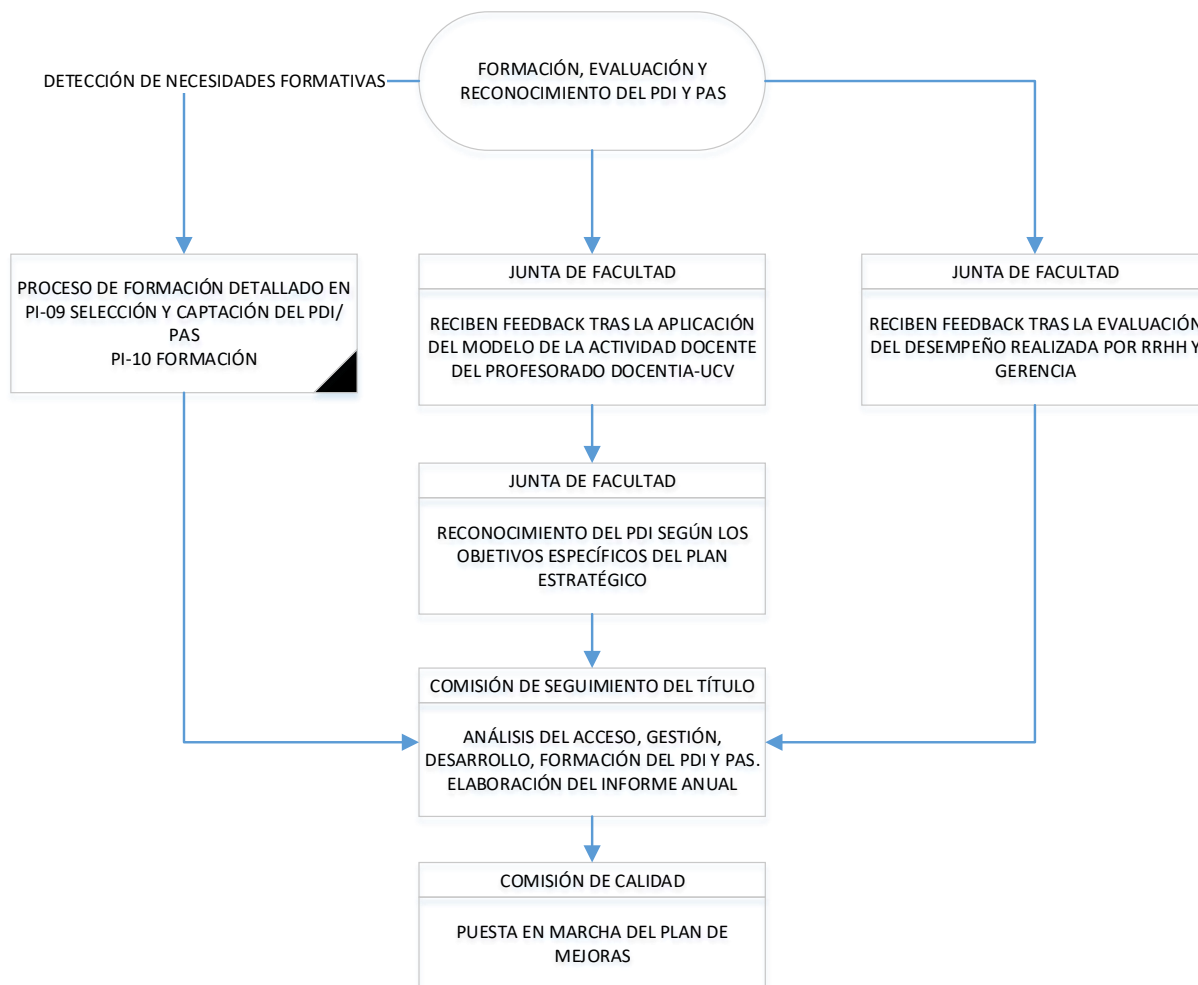 DETECCIÓN DE NECESIDADES FORMATIVAS
FORMACIÓN, EVALUACIÓN Y
RECONOCIMIENTO DEL PDI Y PAS
PROCESO DE FORMACIÓN DETALLADO EN
PI-09 SELECCIÓN Y CAPTACIÓN DEL PDI/
PAS
PI-10 FORMACIÓN
JUNTA DE FACULTAD
RECIBEN FEEDBACK TRAS LA APLICACIÓN
DEL MODELO DE LA ACTIVIDAD DOCENTE
DEL PROFESORADO DOCENTIA-UCV
JUNTA DE FACULTAD
RECIBEN FEEDBACK TRAS LA EVALUACIÓN
DEL DESEMPEÑO REALIZADA POR RRHH Y
GERENCIA
JUNTA DE FACULTAD
RECONOCIMIENTO DEL PDI SEGÚN LOS
OBJETIVOS ESPECÍFICOS DEL PLAN
ESTRATÉGICO
COMISIÓN DE SEGUIMIENTO DEL TÍTULO
ANÁLISIS DEL ACCESO, GESTIÓN,
DESARROLLO, FORMACIÓN DEL PDI Y PAS.
ELABORACIÓN DEL INFORME ANUAL
COMISIÓN DE CALIDAD
PUESTA EN MARCHA DEL PLAN DE
MEJORAS